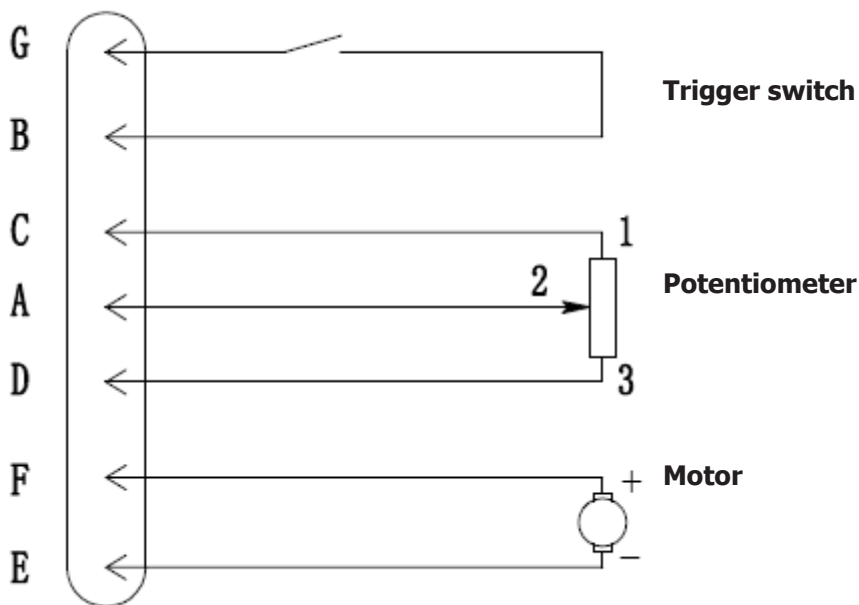 G
Trigger switch
B
C
1
A
2
Potentiometer
D
3
F
+
Motor
E
−